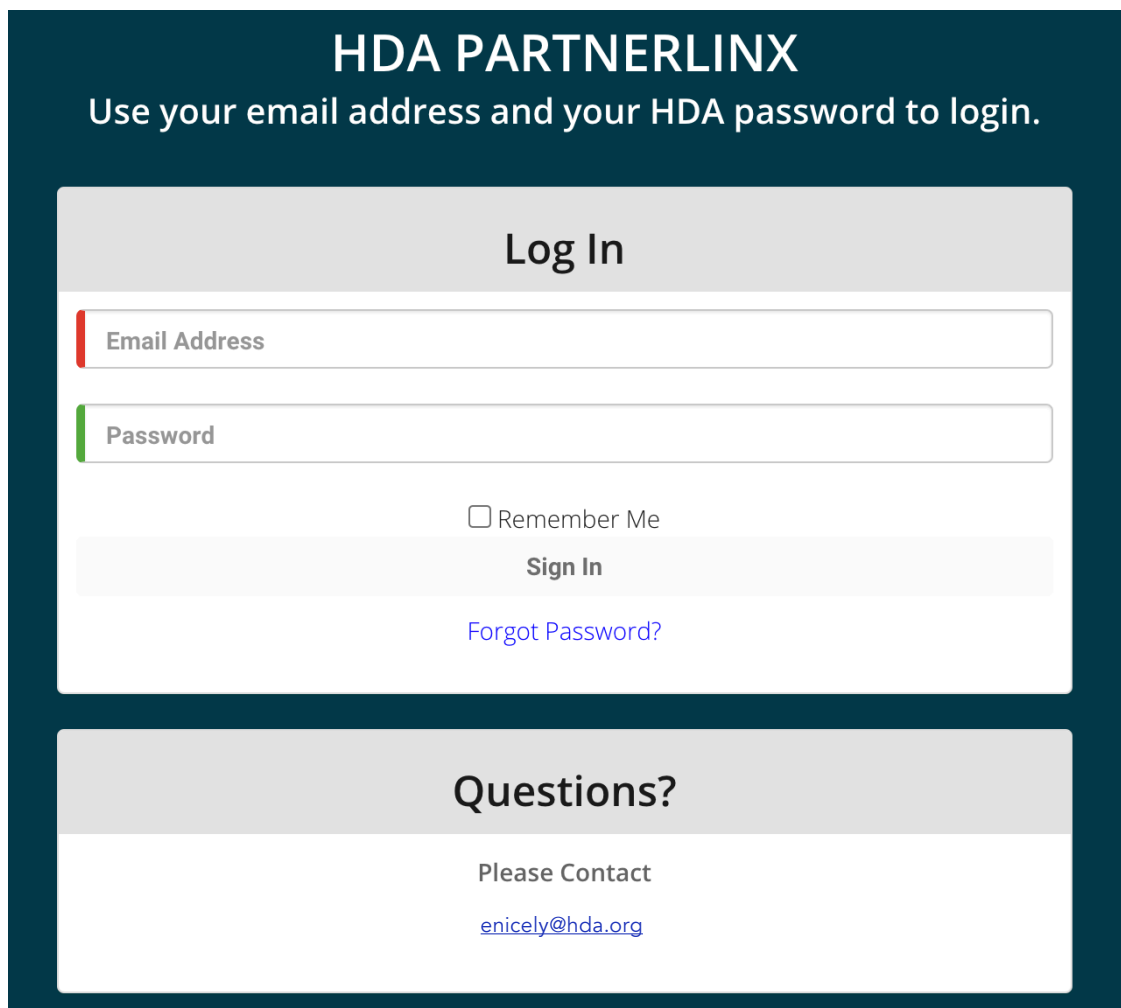 HDA PARTNERLINX
Use your email address and your HDA password to login.
Log In
Email Address
Password
Remember Me
Sign In
Forgot Password?
Questions?
Please Contact
enicely@hda.org